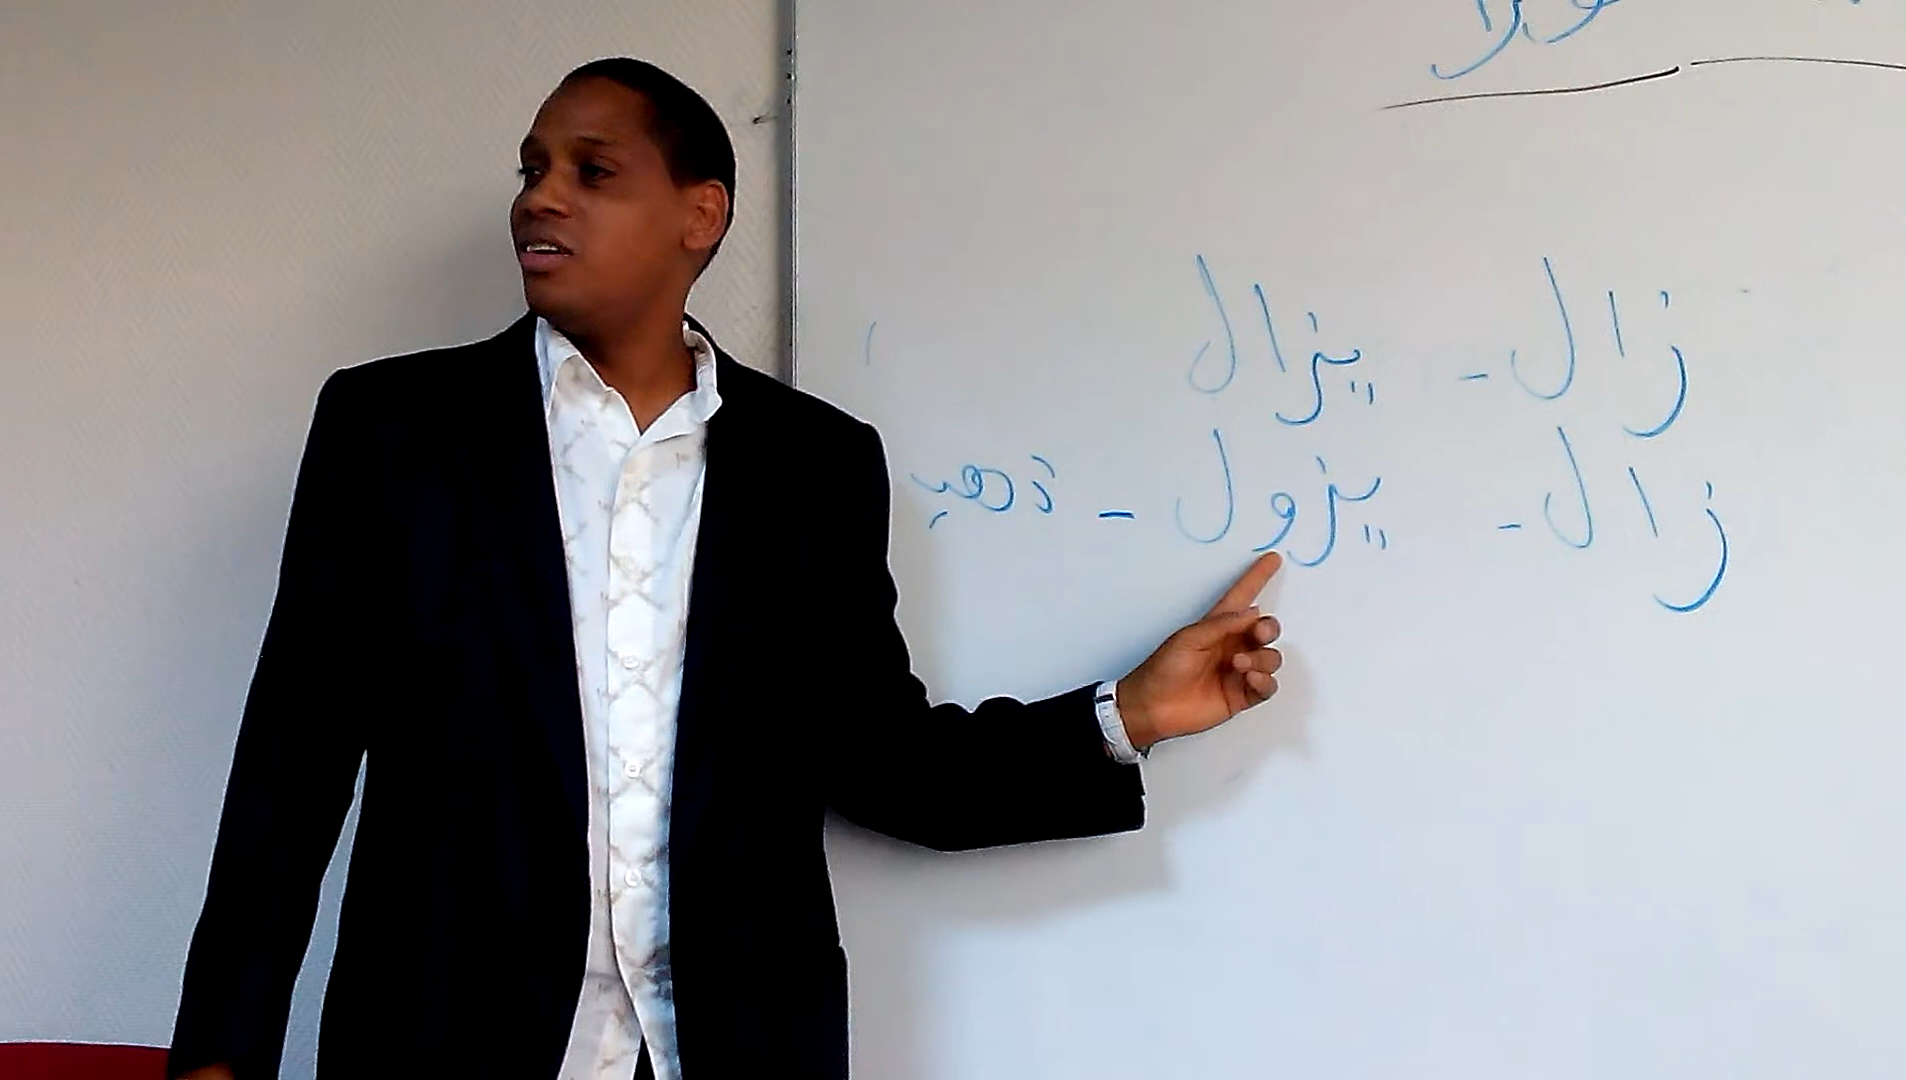 زال - يزال
زال - يزول - ذهب